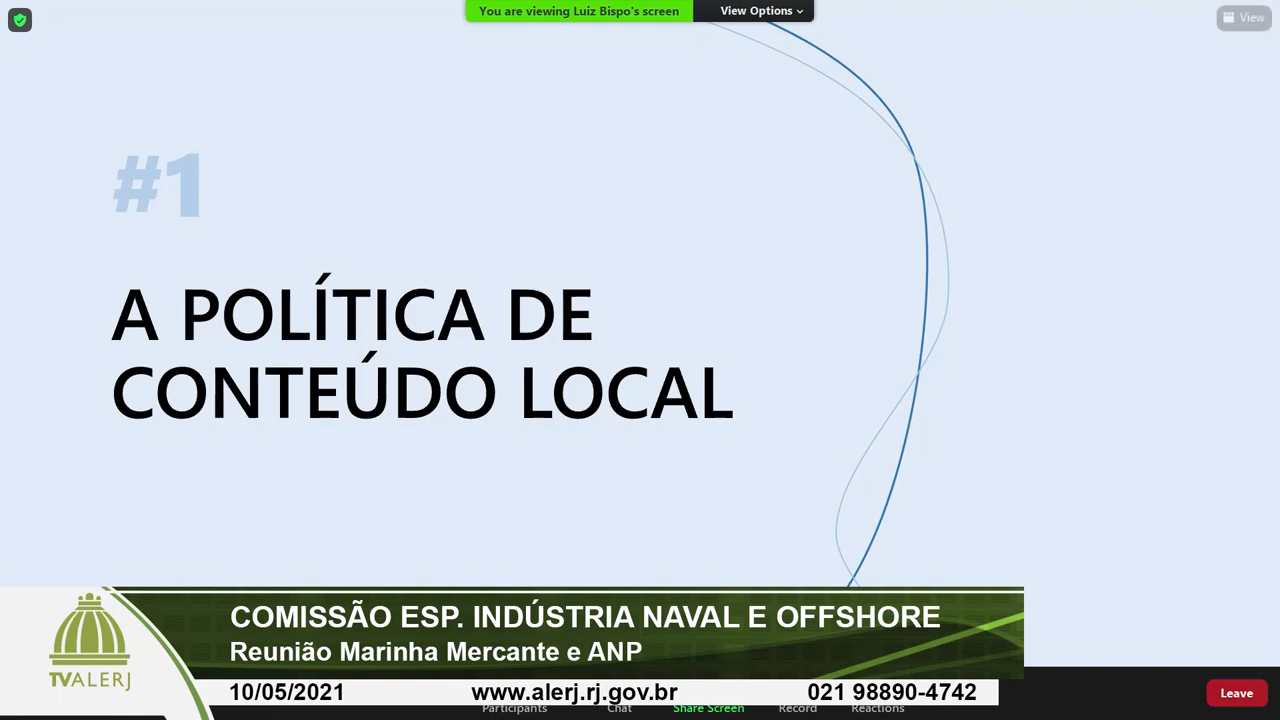 You are viewing Luiz Bispo's screen
View Options
View
#1
A POLÍTICA DE
CONTEÚDO LOCAL
COMISSÃO ESP. INDÚSTRIA NAVAL E OFFSHORE
Reunião Marinha Mercante e ANP
TVALERJ
10/05/2021 www.alerj.rj.gov.br 021 98890-4742
Participants Chat Share Screen Record Reactions
Leave